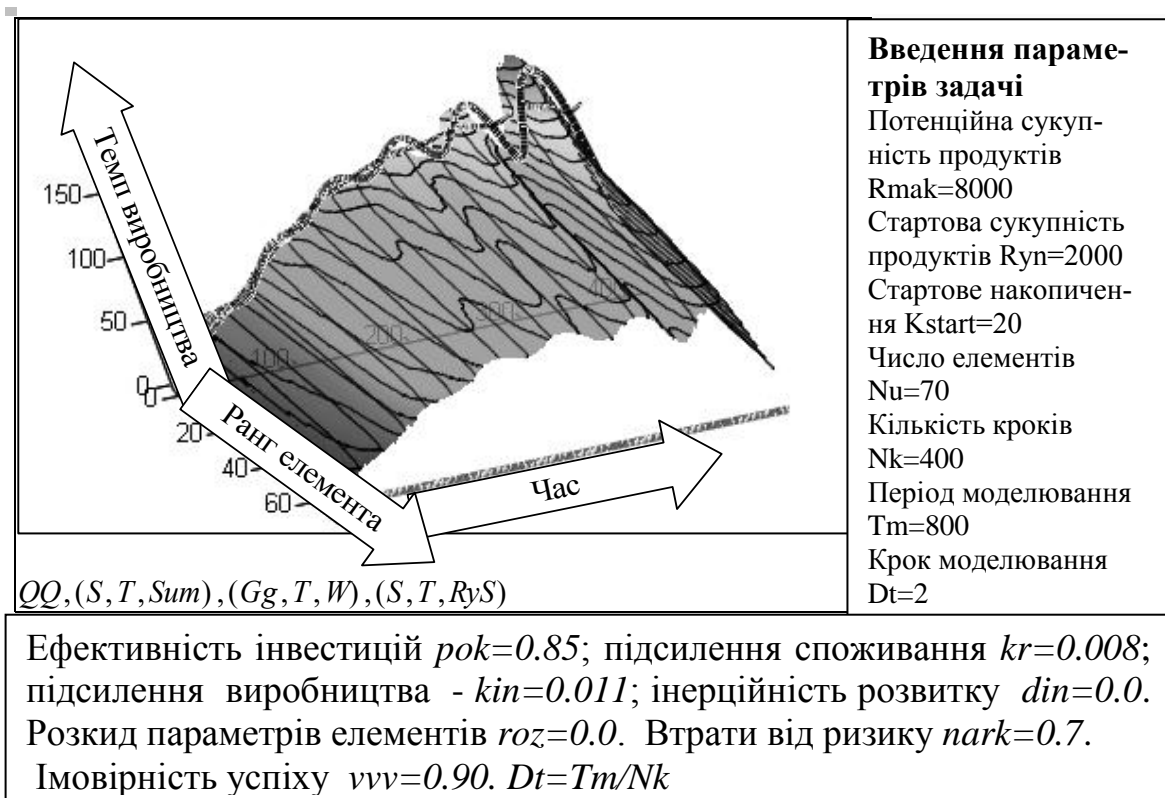 Темп виробництва
150
100
50
0
0
20
40
60
100
200
300
400
Ранг елемента
Час
QQ,(S,T,Sum),(Gg,T,W),(S,T,RyS)
Введення параме-
трів задачі
Потенційна сукуп-
ність продуктів
Rmak=8000
Стартова сукупність
продуктів Ryn=2000
Стартове накопичен-
ня Kstart=20
Число елементів
Nu=70
Кількість кроків
Nk=400
Період моделювання
Tm=800
Крок моделювання
Dt=2
Ефективність інвестицій pok=0.85; підсилення споживання kr=0.008;
підсилення виробництва - kin=0.011; інерційність розвитку din=0.0.
Розкид параметрів елементів roz=0.0. Втрати від ризику nark=0.7.
Імовірність успіху vvv=0.90. Dt=Tm/Nk